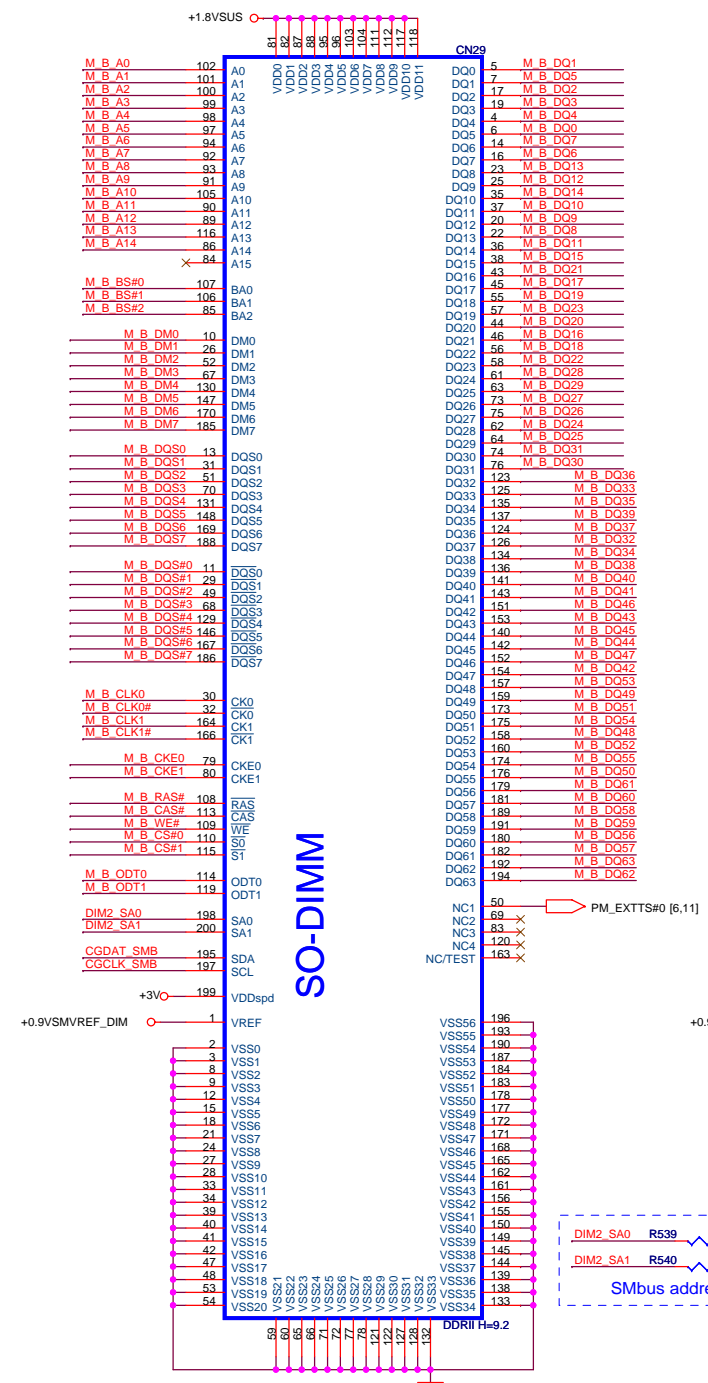 +1.8VSUS
81 82 87 88 95 96 103 104 111 112 117 118
VDD0 VDD1 VDD2 VDD3 VDD4 VDD5 VDD6 VDD7 VDD8 VDD9 VDD10 VDD11
CN29
M_B_A0 102 A0
M_B_A1 101 A1
M_B_A2 100 A2
M_B_A3 99 A3
M_B_A4 98 A4
M_B_A5 97 A5
M_B_A6 94 A6
M_B_A7 92 A7
M_B_A8 93 A8
M_B_A9 91 A9
M_B_A10 105 A10
M_B_A11 90 A11
M_B_A12 89 A12
M_B_A13 116 A13
M_B_A14 86 A14
84 A15
M_B_BS#0 107 BA0
M_B_BS#1 106 BA1
M_B_BS#2 85 BA2
M_B_DM0 10 DM0
M_B_DM1 26 DM1
M_B_DM2 52 DM2
M_B_DM3 67 DM3
M_B_DM4 130 DM4
M_B_DM5 147 DM5
M_B_DM6 170 DM6
M_B_DM7 185 DM7
M_B_DQS0 13 DQS0
M_B_DQS1 31 DQS1
M_B_DQS2 51 DQS2
M_B_DQS3 70 DQS3
M_B_DQS4 131 DQS4
M_B_DQS5 148 DQS5
M_B_DQS6 169 DQS6
M_B_DQS7 188 DQS7
M_B_DQS#0 11 DQS0
M_B_DQS#1 29 DQS1
M_B_DQS#2 49 DQS2
M_B_DQS#3 68 DQS3
M_B_DQS#4 129 DQS4
M_B_DQS#5 146 DQS5
M_B_DQS#6 167 DQS6
M_B_DQS#7 186 DQS7
M_B_CLK0 30 CK0
M_B_CLK0# 32 CK0
M_B_CLK1 164 CK1
M_B_CLK1# 166 CK1
M_B_CKE0 79 CKE0
M_B_CKE1 80 CKE1
M_B_RAS# 108 RAS
M_B_CAS# 113 CAS
M_B_WE# 109 WE
M_B_CS#0 110 S0
M_B_CS#1 115 S1
M_B_ODT0 114 ODT0
M_B_ODT1 119 ODT1
DIM2_SA0 198 SA0
DIM2_SA1 200 SA1
CGDAT_SMB 195 SDA
CGCLK_SMB 197 SCL
+3V 199 VDDspd
+0.9VSMVREF_DIM 1 VREF
2 VSS0
3 VSS1
8 VSS2
9 VSS3
12 VSS4
15 VSS5
18 VSS6
21 VSS7
24 VSS8
27 VSS9
28 VSS10
33 VSS11
34 VSS12
39 VSS13
40 VSS14
41 VSS15
42 VSS16
47 VSS17
48 VSS18
53 VSS19
54 VSS20
SO-DIMM
DQ0 5 M_B_DQ1
DQ1 7 M_B_DQ5
DQ2 17 M_B_DQ2
DQ3 19 M_B_DQ3
DQ4 4 M_B_DQ4
DQ5 6 M_B_DQ0
DQ6 14 M_B_DQ7
DQ7 16 M_B_DQ6
DQ8 23 M_B_DQ13
DQ9 25 M_B_DQ12
DQ10 35 M_B_DQ14
DQ11 37 M_B_DQ10
DQ12 20 M_B_DQ9
DQ13 22 M_B_DQ8
DQ14 36 M_B_DQ11
DQ15 38 M_B_DQ15
DQ16 43 M_B_DQ21
DQ17 45 M_B_DQ17
DQ18 55 M_B_DQ19
DQ19 57 M_B_DQ23
DQ20 44 M_B_DQ20
DQ21 46 M_B_DQ16
DQ22 56 M_B_DQ18
DQ23 58 M_B_DQ22
DQ24 61 M_B_DQ28
DQ25 63 M_B_DQ29
DQ26 73 M_B_DQ27
DQ27 75 M_B_DQ26
DQ28 62 M_B_DQ24
DQ29 64 M_B_DQ25
DQ30 74 M_B_DQ31
DQ31 76 M_B_DQ30
DQ32 123 M_B_DQ36
DQ33 125 M_B_DQ33
DQ34 135 M_B_DQ35
DQ35 137 M_B_DQ39
DQ36 124 M_B_DQ37
DQ37 126 M_B_DQ32
DQ38 134 M_B_DQ34
DQ39 136 M_B_DQ38
DQ40 141 M_B_DQ40
DQ41 143 M_B_DQ41
DQ42 151 M_B_DQ46
DQ43 153 M_B_DQ43
DQ44 140 M_B_DQ45
DQ45 142 M_B_DQ44
DQ46 152 M_B_DQ47
DQ47 154 M_B_DQ42
DQ48 157 M_B_DQ53
DQ49 159 M_B_DQ49
DQ50 173 M_B_DQ51
DQ51 175 M_B_DQ54
DQ52 158 M_B_DQ48
DQ53 160 M_B_DQ52
DQ54 174 M_B_DQ55
DQ55 176 M_B_DQ50
DQ56 179 M_B_DQ61
DQ57 181 M_B_DQ60
DQ58 189 M_B_DQ58
DQ59 191 M_B_DQ59
DQ60 180 M_B_DQ56
DQ61 182 M_B_DQ57
DQ62 192 M_B_DQ63
DQ63 194 M_B_DQ62
NC1 50 PM_EXTTS#0 [6,11]
NC2 69
NC3 83
NC4 120
NC/TEST 163
VSS56 196
VSS55 193
VSS54 190
VSS53 187
VSS52 184
VSS51 183
VSS50 178
VSS49 177
VSS48 172
VSS47 171
VSS46 168
VSS45 165
VSS44 162
VSS43 161
VSS42 156
VSS41 155
VSS40 150
VSS39 149
VSS38 145
VSS37 144
VSS36 139
VSS35 138
VSS34 133
VSS21 VSS22 VSS23 VSS24 VSS25 VSS26 VSS27 VSS28 VSS29 VSS30 VSS31 VSS32 VSS33
59 60 65 66 71 72 77 78 121 122 127 128 132
DDRII H=9.2
+0.9
DIM2_SA0 R539
DIM2_SA1 R540
SMbus addre